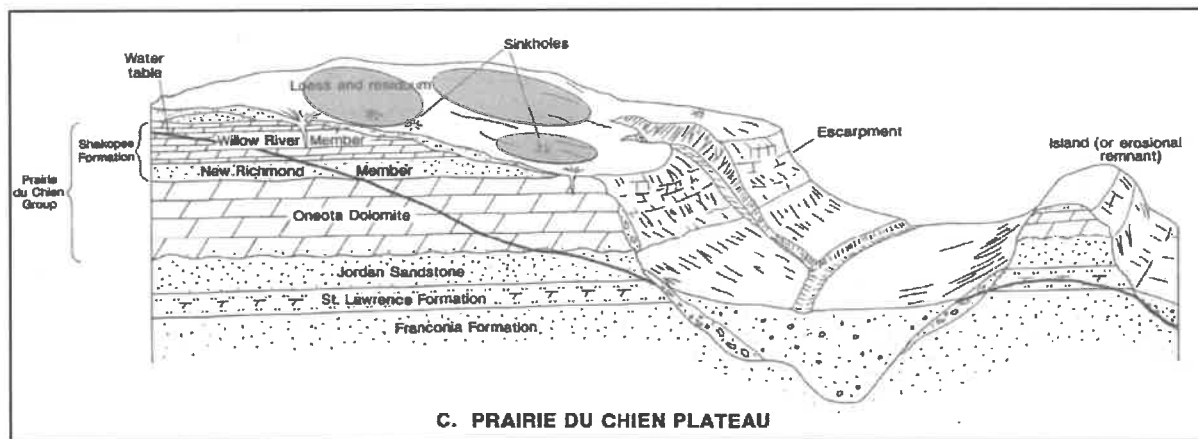 Sinkholes
Water
table
Loess and residuum
Escarpment
Island (or erosional
remnant)
Shakopee
Formation
Willow River Member
Prairie
du Chien
Group
New Richmond Member
Oneota Dolomite
Jordan Sandstone
St. Lawrence Formation
Franconia Formation
C. PRAIRIE DU CHIEN PLATEAU